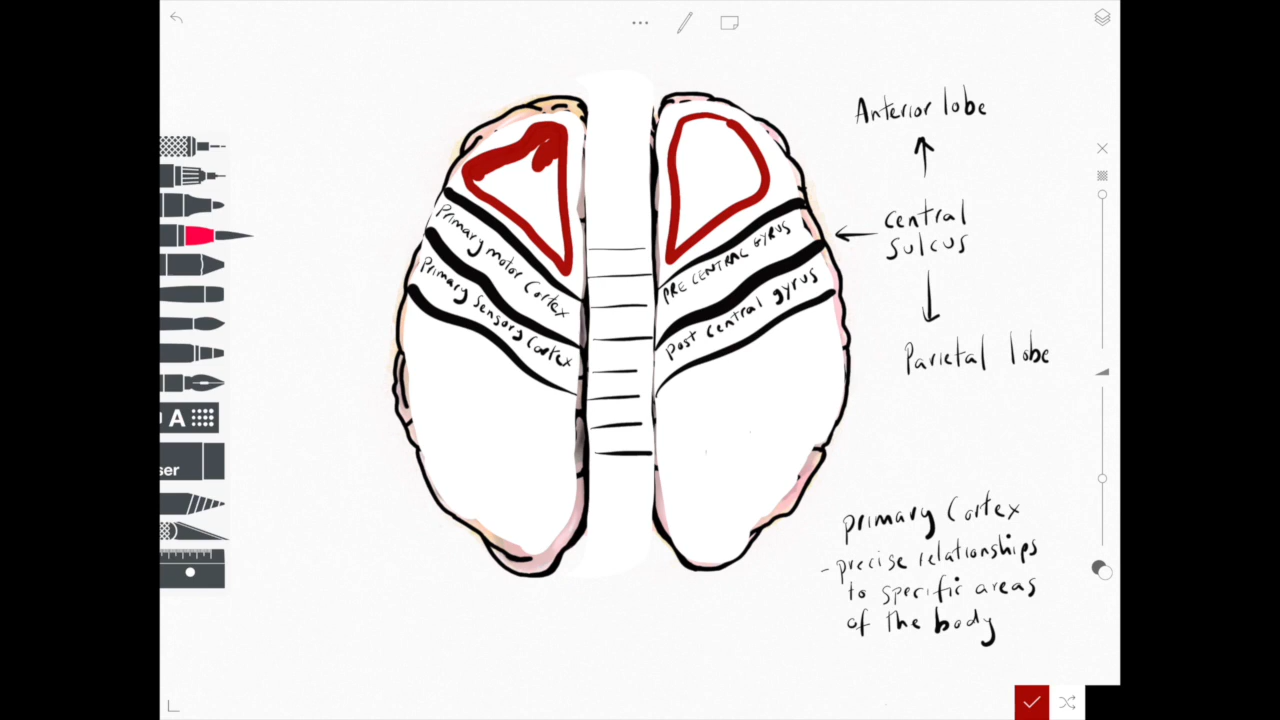 Anterior lobe
central
sulcus
Parietal lobe
Primary motor Cortex
Primary Sensory Cortex
PRE CENTRAL GYRUS
Post Central gyrus
primary Cortex
- precise relationships
to specific areas
of the body
A
ser